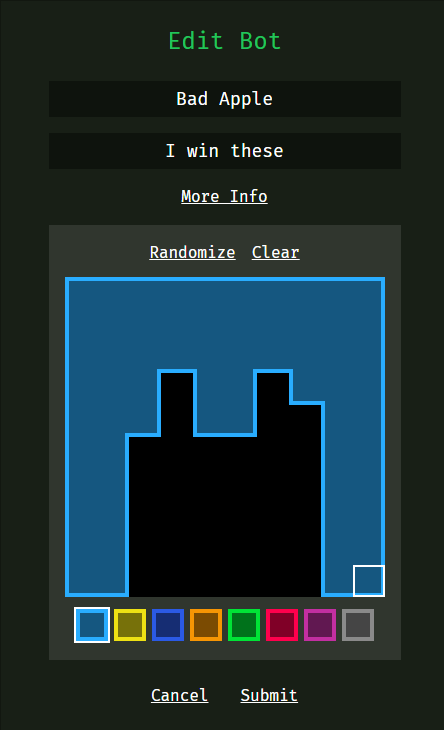 Edit Bot
Bad Apple
I win these
More Info
Randomize Clear
Cancel Submit